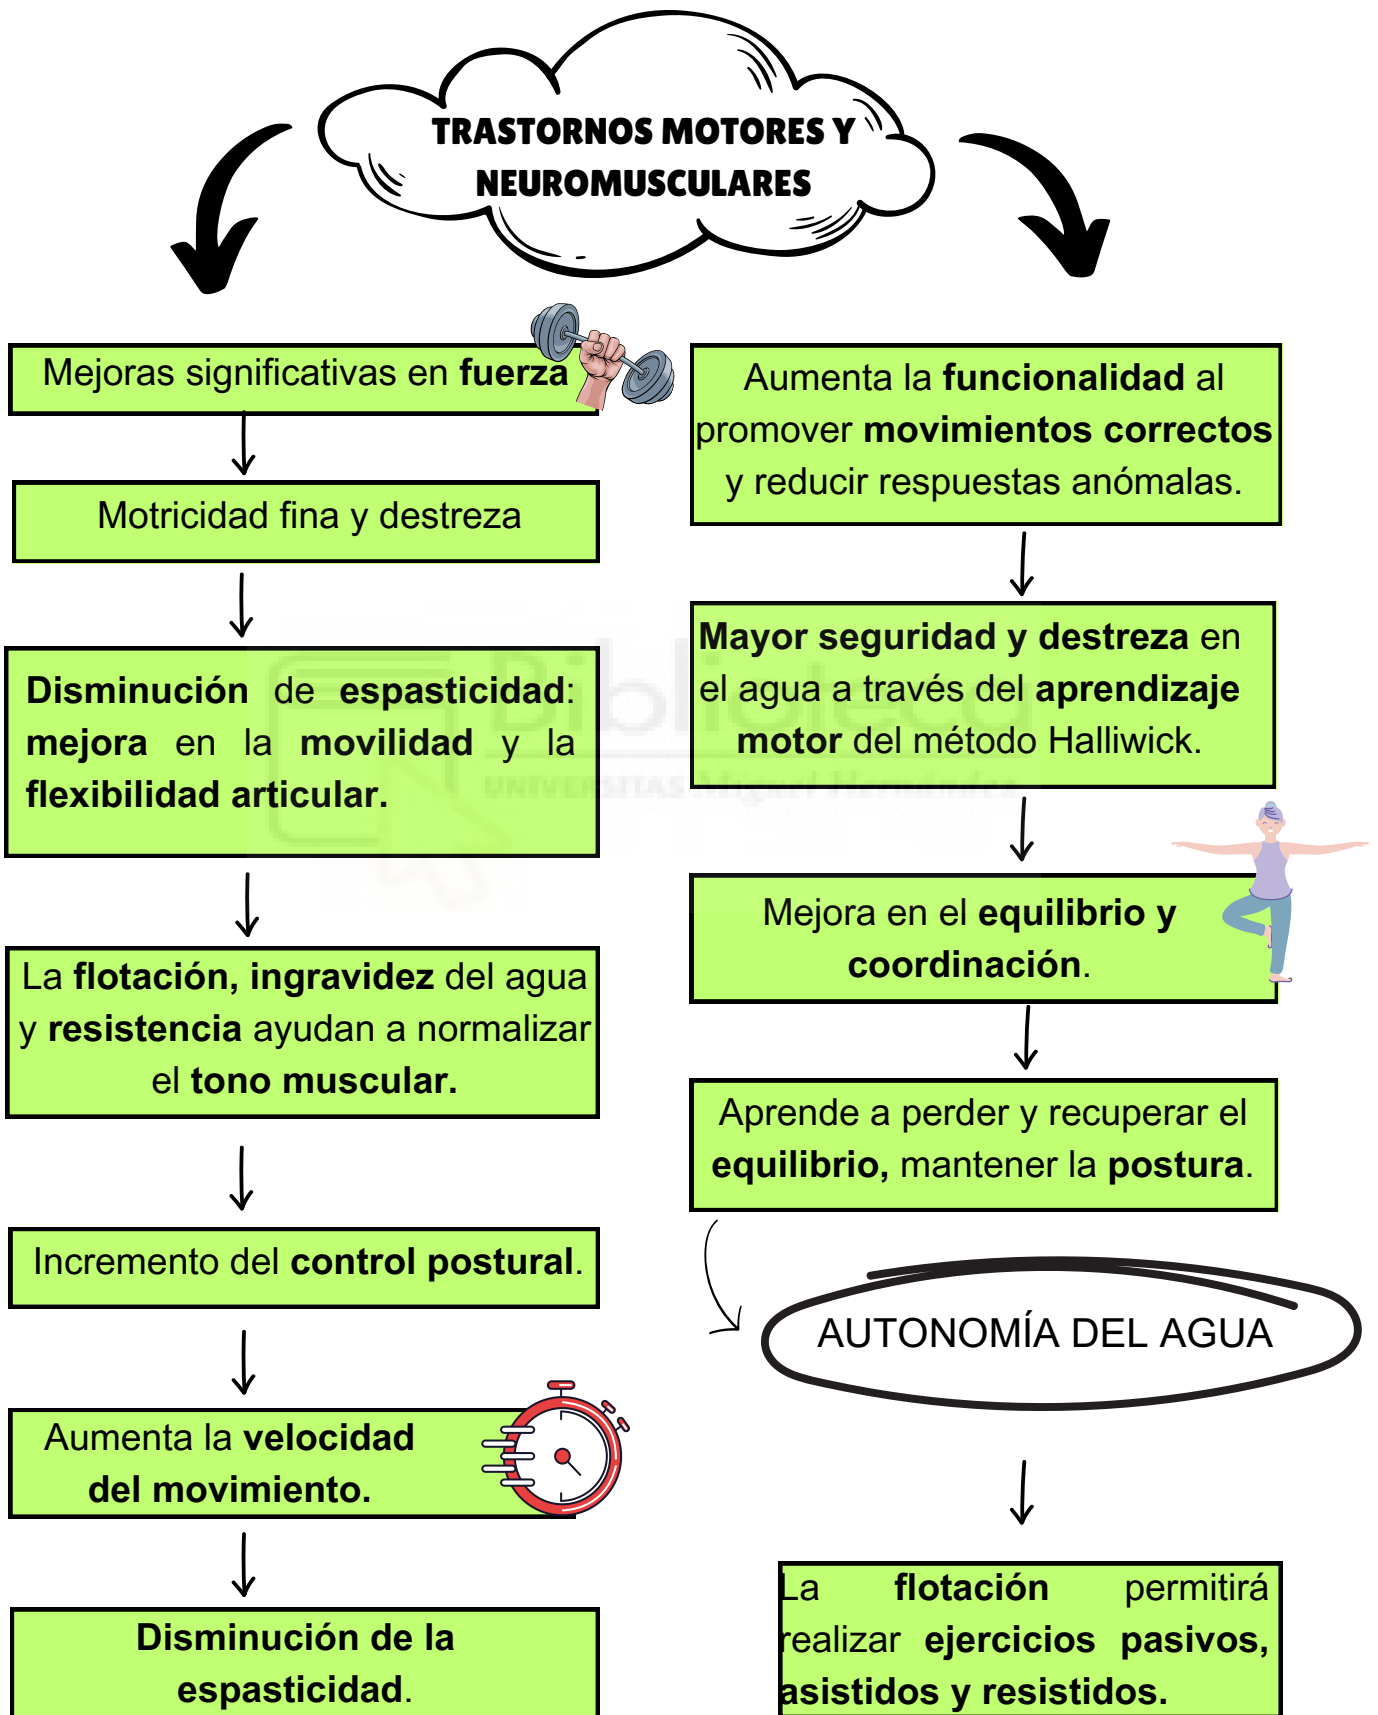 TRASTORNOS MOTORES Y
NEUROMUSCULARES
Mejoras significativas en fuerza
Motricidad fina y destreza
Disminución de espasticidad:
mejora en la movilidad y la
flexibilidad articular.
La flotación, ingravidez del agua
y resistencia ayudan a normalizar
el tono muscular.
Incremento del control postural.
Aumenta la velocidad
del movimiento.
Disminución de la
espasticidad.
Aumenta la funcionalidad al
promover movimientos correctos
y reducir respuestas anómalas.
Mayor seguridad y destreza en
el agua a través del aprendizaje
motor del método Halliwick.
Mejora en el equilibrio y
coordinación.
Aprende a perder y recuperar el
equilibrio, mantener la postura.
AUTONOMÍA DEL AGUA
La flotación permitirá
realizar ejercicios pasivos,
asistidos y resistidos.
Biblioteca
UNIVERSITAS Miguel Hernández